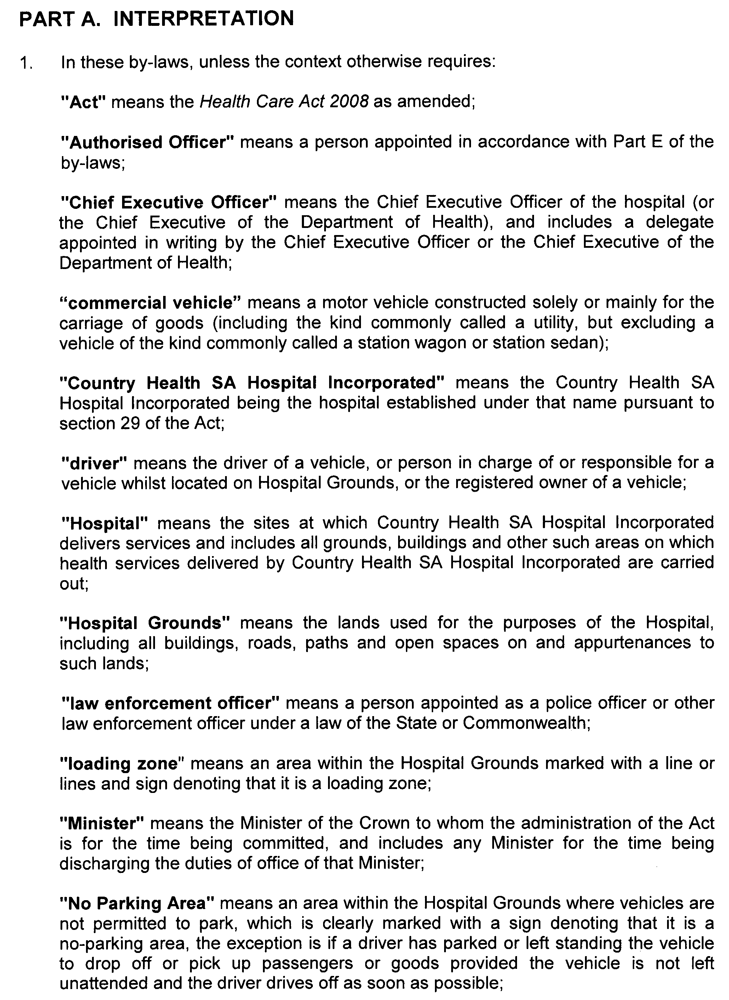 PART A. INTERPRETATION
1. In these by-laws, unless the context otherwise requires:
"Act" means the Health Care Act 2008 as amended;
"Authorised Officer" means a person appointed in accordance with Part E of the
by-laws;
"Chief Executive Officer" means the Chief Executive Officer of the hospital (or
the Chief Executive of the Department of Health), and includes a delegate
appointed in writing by the Chief Executive Officer or the Chief Executive of the
Department of Health;
“commercial vehicle” means a motor vehicle constructed solely or mainly for the
carriage of goods (including the kind commonly called a utility, but excluding a
vehicle of the kind commonly called a station wagon or station sedan);
"Country Health SA Hospital Incorporated" means the Country Health SA
Hospital Incorporated being the hospital established under that name pursuant to
section 29 of the Act;
"driver" means the driver of a vehicle, or person in charge of or responsible for a
vehicle whilst located on Hospital Grounds, or the registered owner of a vehicle;
"Hospital" means the sites at which Country Health SA Hospital Incorporated
delivers services and includes all grounds, buildings and other such areas on which
health services delivered by Country Health SA Hospital Incorporated are carried
out;
"Hospital Grounds" means the lands used for the purposes of the Hospital,
including all buildings, roads, paths and open spaces on and appurtenances to
such lands;
"law enforcement officer" means a person appointed as a police officer or other
law enforcement officer under a law of the State or Commonwealth;
"loading zone" means an area within the Hospital Grounds marked with a line or
lines and sign denoting that it is a loading zone;
"Minister" means the Minister of the Crown to whom the administration of the Act
is for the time being committed, and includes any Minister for the time being
discharging the duties of office of that Minister;
"No Parking Area" means an area within the Hospital Grounds where vehicles are
not permitted to park, which is clearly marked with a sign denoting that it is a
no-parking area, the exception is if a driver has parked or left standing the vehicle
to drop off or pick up passengers or goods provided the vehicle is not left
unattended and the driver drives off as soon as possible;